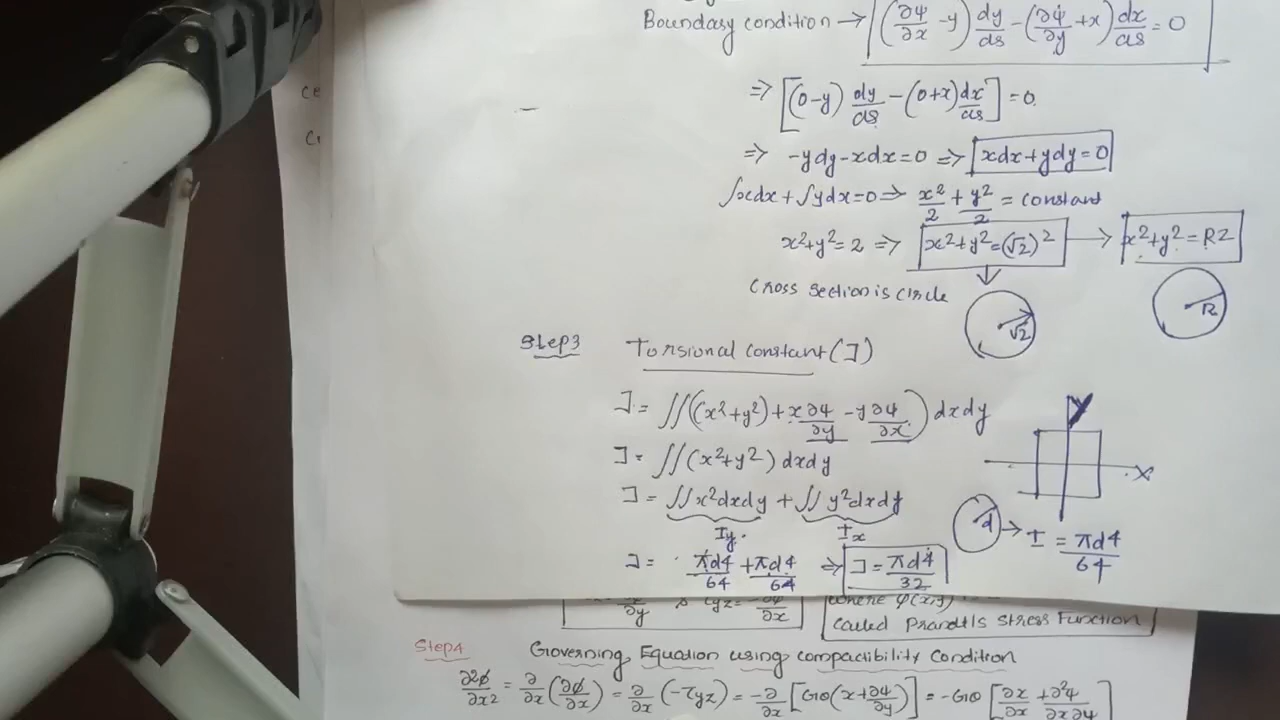 Boundary condition → (∂ψ/∂x - y) dy/ds - (∂ψ/∂y + x) dx/ds = 0
⇒ [(0-y) dy/ds - (0+x) dx/ds] = 0
⇒ -ydy-xdx=0 ⇒ xdx+ydy=0
∫xdx+∫ydx=0 ⇒ x²/2 + y²/2 = constant
x²+y²=2 ⇒ x²+y²=(√2)² → x²+y²=R2
Cross section is Circle
√2
R
Step3 Torsional constant (J)
J = ∬((x²+y²)+x∂ψ/∂y - y∂ψ/∂x) dxdy
y
J = ∬(x²+y²) dxdy
x
J = ∬x²dxdy + ∬y²dxdy
Iy Ix
d → I = πd4/64
J = πd4/64 + πd4/64 ⇒ J = πd4/32
∂y & τyz = -∂ψ/∂x
where φ(x,y)
called Prandtls Stress Function
Step4 Governing Equation using compactibility Condition
∂2φ/∂x2 = ∂/∂x(∂φ/∂x) = ∂/∂x(-τyz) = -∂/∂x[Gθ(x+∂ψ/∂y)] = -Gθ[∂x/∂x + ∂²ψ/∂x∂y]